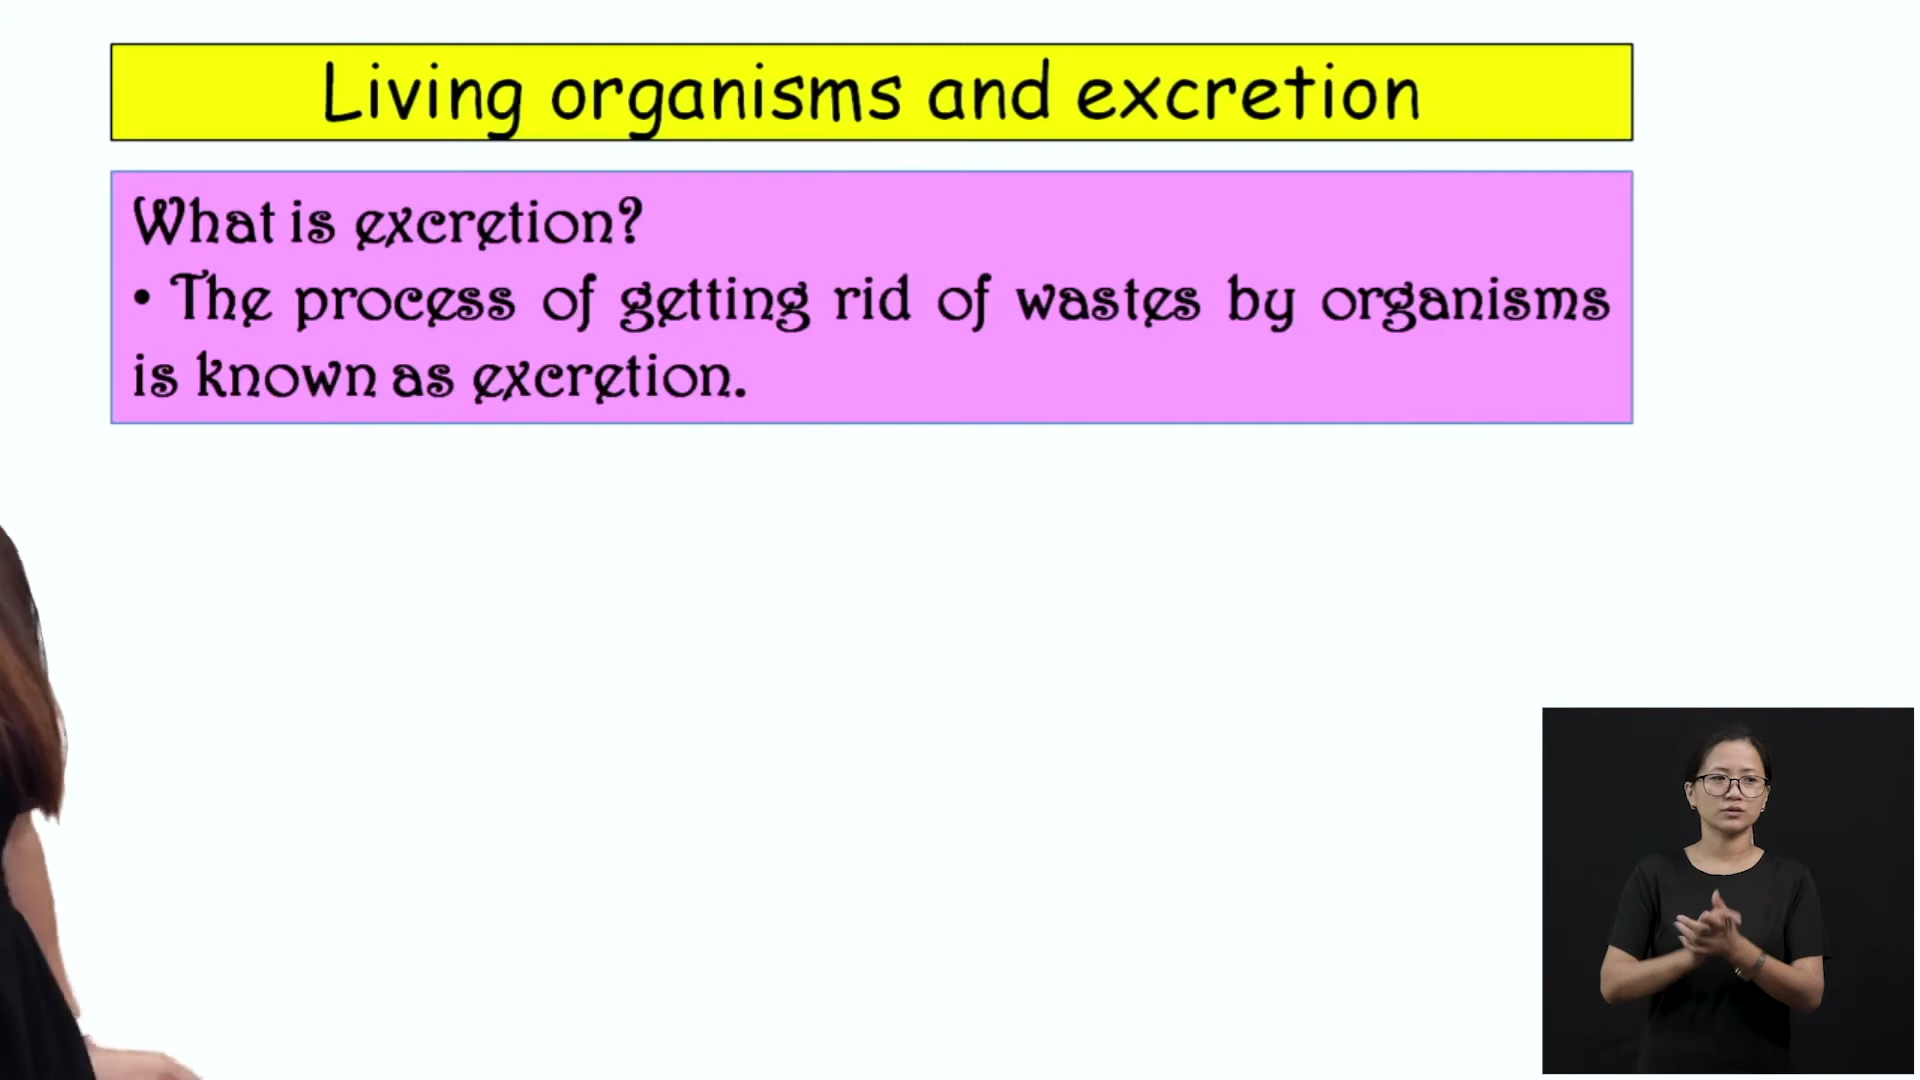 Living organisms and excretion
What is excretion?
• The process of getting rid of wastes by organisms
is known as excretion.